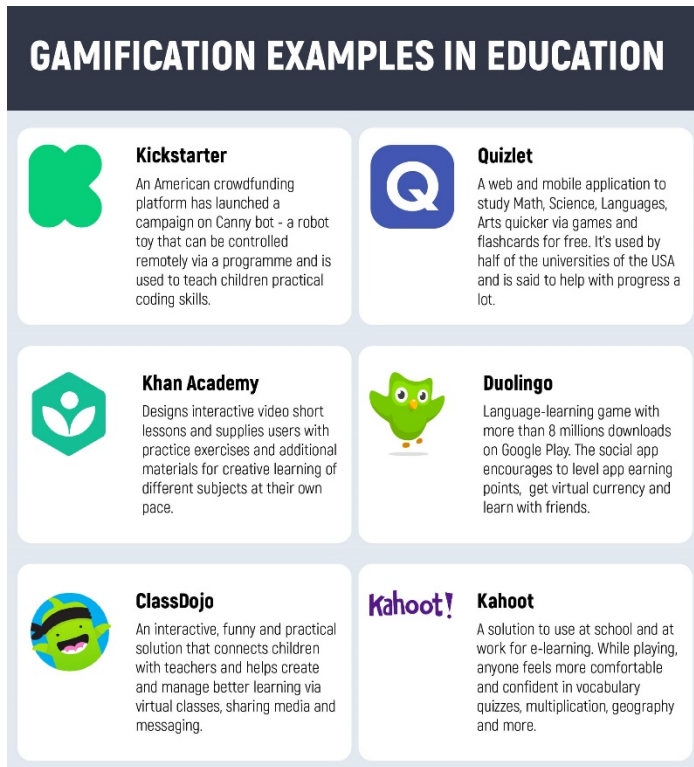 GAMIFICATION EXAMPLES IN EDUCATION
Kickstarter
An American crowdfunding
platform has launched a
campaign on Canny bot - a robot
toy that can be controlled
remotely via a programme and is
used to teach children practical
coding skills.
Q
Quizlet
A web and mobile application to
study Math, Science, Languages,
Arts quicker via games and
flashcards for free. It's used by
half of the universities of the USA
and is said to help with progress a
lot.
Khan Academy
Designs interactive video short
lessons and supplies users with
practice exercises and additional
materials for creative learning of
different subjects at their own
pace.
Duolingo
Language-learning game with
more than 8 millions downloads
on Google Play. The social app
encourages to level app earning
points, get virtual currency and
learn with friends.
ClassDojo
An interactive, funny and practical
solution that connects children
with teachers and helps create
and manage better learning via
virtual classes, sharing media and
messaging.
Kahoot!
Kahoot
A solution to use at school and at
work for e-learning. While playing,
anyone feels more comfortable
and confident in vocabulary
quizzes, multiplication, geography
and more.